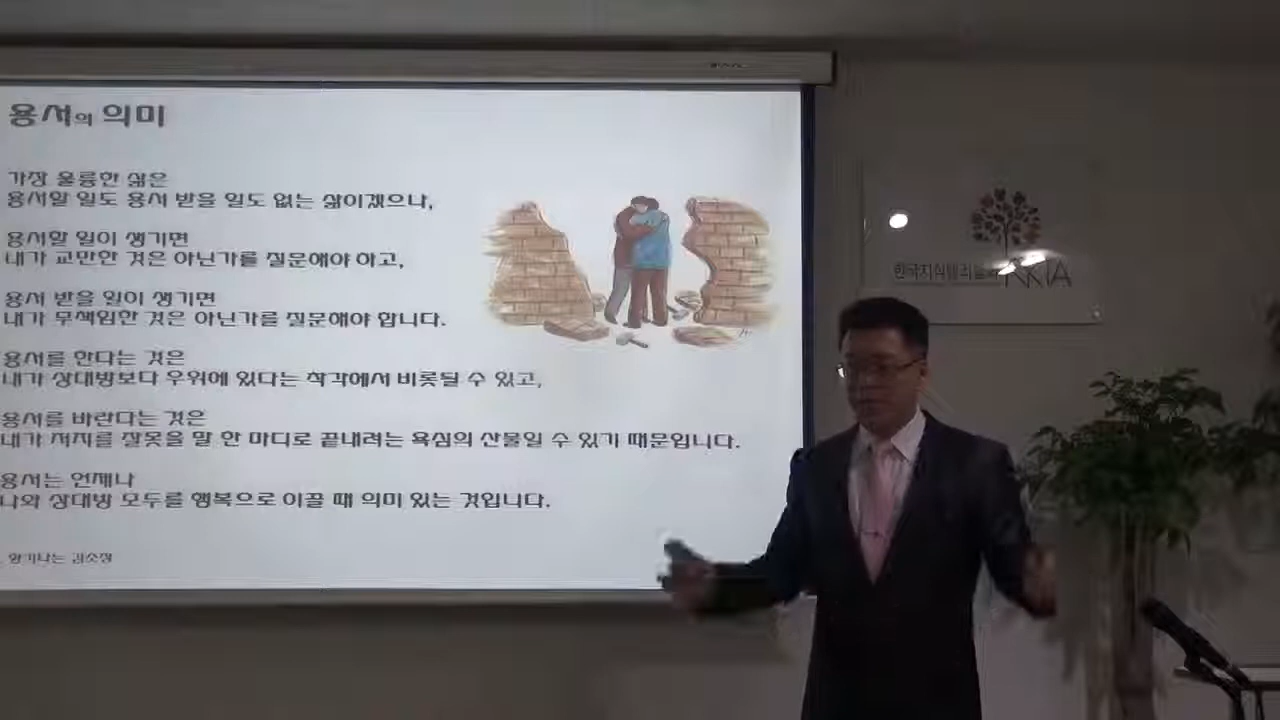 용서의 의미
가장 훌륭한 삶은
용서할 일도 용서 받을 일도 없는 삶이겠으나,
용서할 일이 생기면
내가 교만한 것은 아닌가를 질문해야 하고,
용서 받을 일이 생기면
내가 무책임한 것은 아닌가를 질문해야 합니다.
용서를 한다는 것은
내가 상대방보다 우위에 있다는 착각에서 비롯될 수 있고,
용서를 바란다는 것은
내가 저지른 잘못을 말 한 마디로 끝내려는 욕심의 산물일 수 있기 때문입니다.
용서는 언제나
나와 상대방 모두를 행복으로 이끌 때 의미 있는 것입니다.
향기나는 김소장